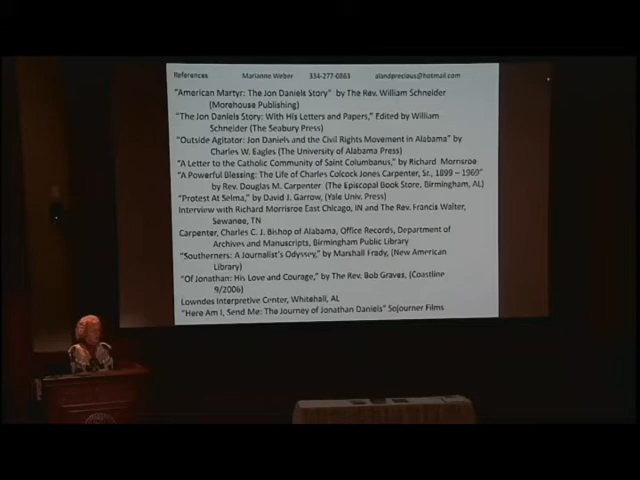 References Marianne Weber 334-277-0863 alandprecious@hotmail.com
"American Martyr: The Jon Daniels Story" by The Rev. William Schneider
(Morehouse Publishing)
"The Jon Daniels Story: With His Letters and Papers," Edited by William
Schneider (The Seabury Press)
"Outside Agitator: Jon Daniels and the Civil Rights Movement in Alabama" by
Charles W. Eagles (The University of Alabama Press)
"A Letter to the Catholic Community of Saint Columbanus," by Richard Morrisroe
"A Powerful Blessing: The Life of Charles Colcock Jones Carpenter, Sr., 1899 – 1969"
by Rev. Douglas M. Carpenter (The Episcopal Book Store, Birmingham, AL)
"Protest At Selma," by David J. Garrow, (Yale Univ. Press)
Interview with Richard Morrisroe East Chicago, IN and The Rev. Francis Walter,
Sewanee, TN
Carpenter, Charles C. J. Bishop of Alabama, Office Records, Department of
Archives and Manuscripts, Birmingham Public Library
"Southerners: A Journalist's Odyssey," by Marshall Frady, (New American
Library)
"Of Jonathan: His Love and Courage," by The Rev. Bob Graves, (Coastline
9/2006)
Lowndes Interpretive Center, Whitehall, AL
"Here Am I, Send Me: The Journey of Jonathan Daniels" Sojourner Films